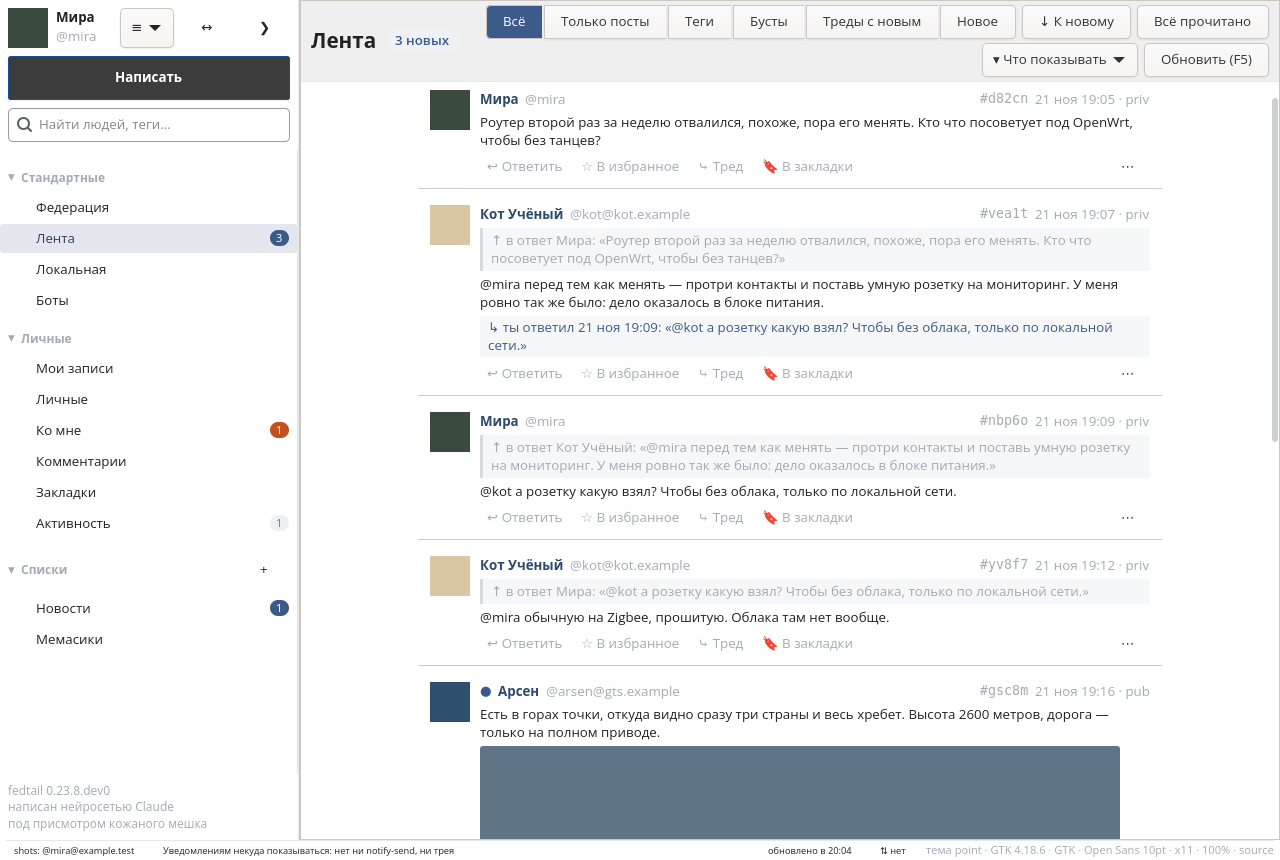 Мира
@mira
Написать
Найти людей, теги...
▾ Стандартные
Федерация
Лента 3
Локальная
Боты
▾ Личные
Мои записи
Личные
Ко мне 1
Комментарии
Закладки
Активность 1
▾ Списки +
Новости 1
Мемасики
fedtail 0.23.8.dev0
написан нейросетью Claude
под присмотром кожаного мешка
Лента 3 новых
Всё Только посты Теги Бусты Треды с новым Новое ↓ К новому Всё прочитано
▾ Что показывать Обновить (F5)
Мира @mira #d82cn 21 ноя 19:05 · priv
Роутер второй раз за неделю отвалился, похоже, пора его менять. Кто что посоветует под OpenWrt,
чтобы без танцев?
↩ Ответить ☆ В избранное ⤷ Тред 🔖 В закладки ⋯
Кот Учёный @kot@kot.example #vea1t 21 ноя 19:07 · priv
↑ в ответ Мира: «Роутер второй раз за неделю отвалился, похоже, пора его менять. Кто что
посоветует под OpenWrt, чтобы без танцев?»
@mira перед тем как менять — протри контакты и поставь умную розетку на мониторинг. У меня
ровно так же было: дело оказалось в блоке питания.
↳ ты ответил 21 ноя 19:09: «@kot а розетку какую взял? Чтобы без облака, только по локальной
сети.»
↩ Ответить ☆ В избранное ⤷ Тред 🔖 В закладки ⋯
Мира @mira #nbp6o 21 ноя 19:09 · priv
↑ в ответ Кот Учёный: «@mira перед тем как менять — протри контакты и поставь умную розетку
на мониторинг. У меня ровно так же было: дело оказалось в блоке питания.»
@kot а розетку какую взял? Чтобы без облака, только по локальной сети.
↩ Ответить ☆ В избранное ⤷ Тред 🔖 В закладки ⋯
Кот Учёный @kot@kot.example #yv8f7 21 ноя 19:12 · priv
↑ в ответ Мира: «@kot а розетку какую взял? Чтобы без облака, только по локальной сети.»
@mira обычную на Zigbee, прошитую. Облака там нет вообще.
↩ Ответить ☆ В избранное ⤷ Тред 🔖 В закладки ⋯
● Арсен @arsen@gts.example #gsc8m 21 ноя 19:16 · pub
Есть в горах точки, откуда видно сразу три страны и весь хребет. Высота 2600 метров, дорога —
только на полном приводе.
shots: @mira@example.test Уведомлениям некуда показываться: нет ни notify-send, ни трея обновлено в 20:04 ⇅ нет тема point · GTK 4.18.6 · GTK · Open Sans 10pt · x11 · 100% · source